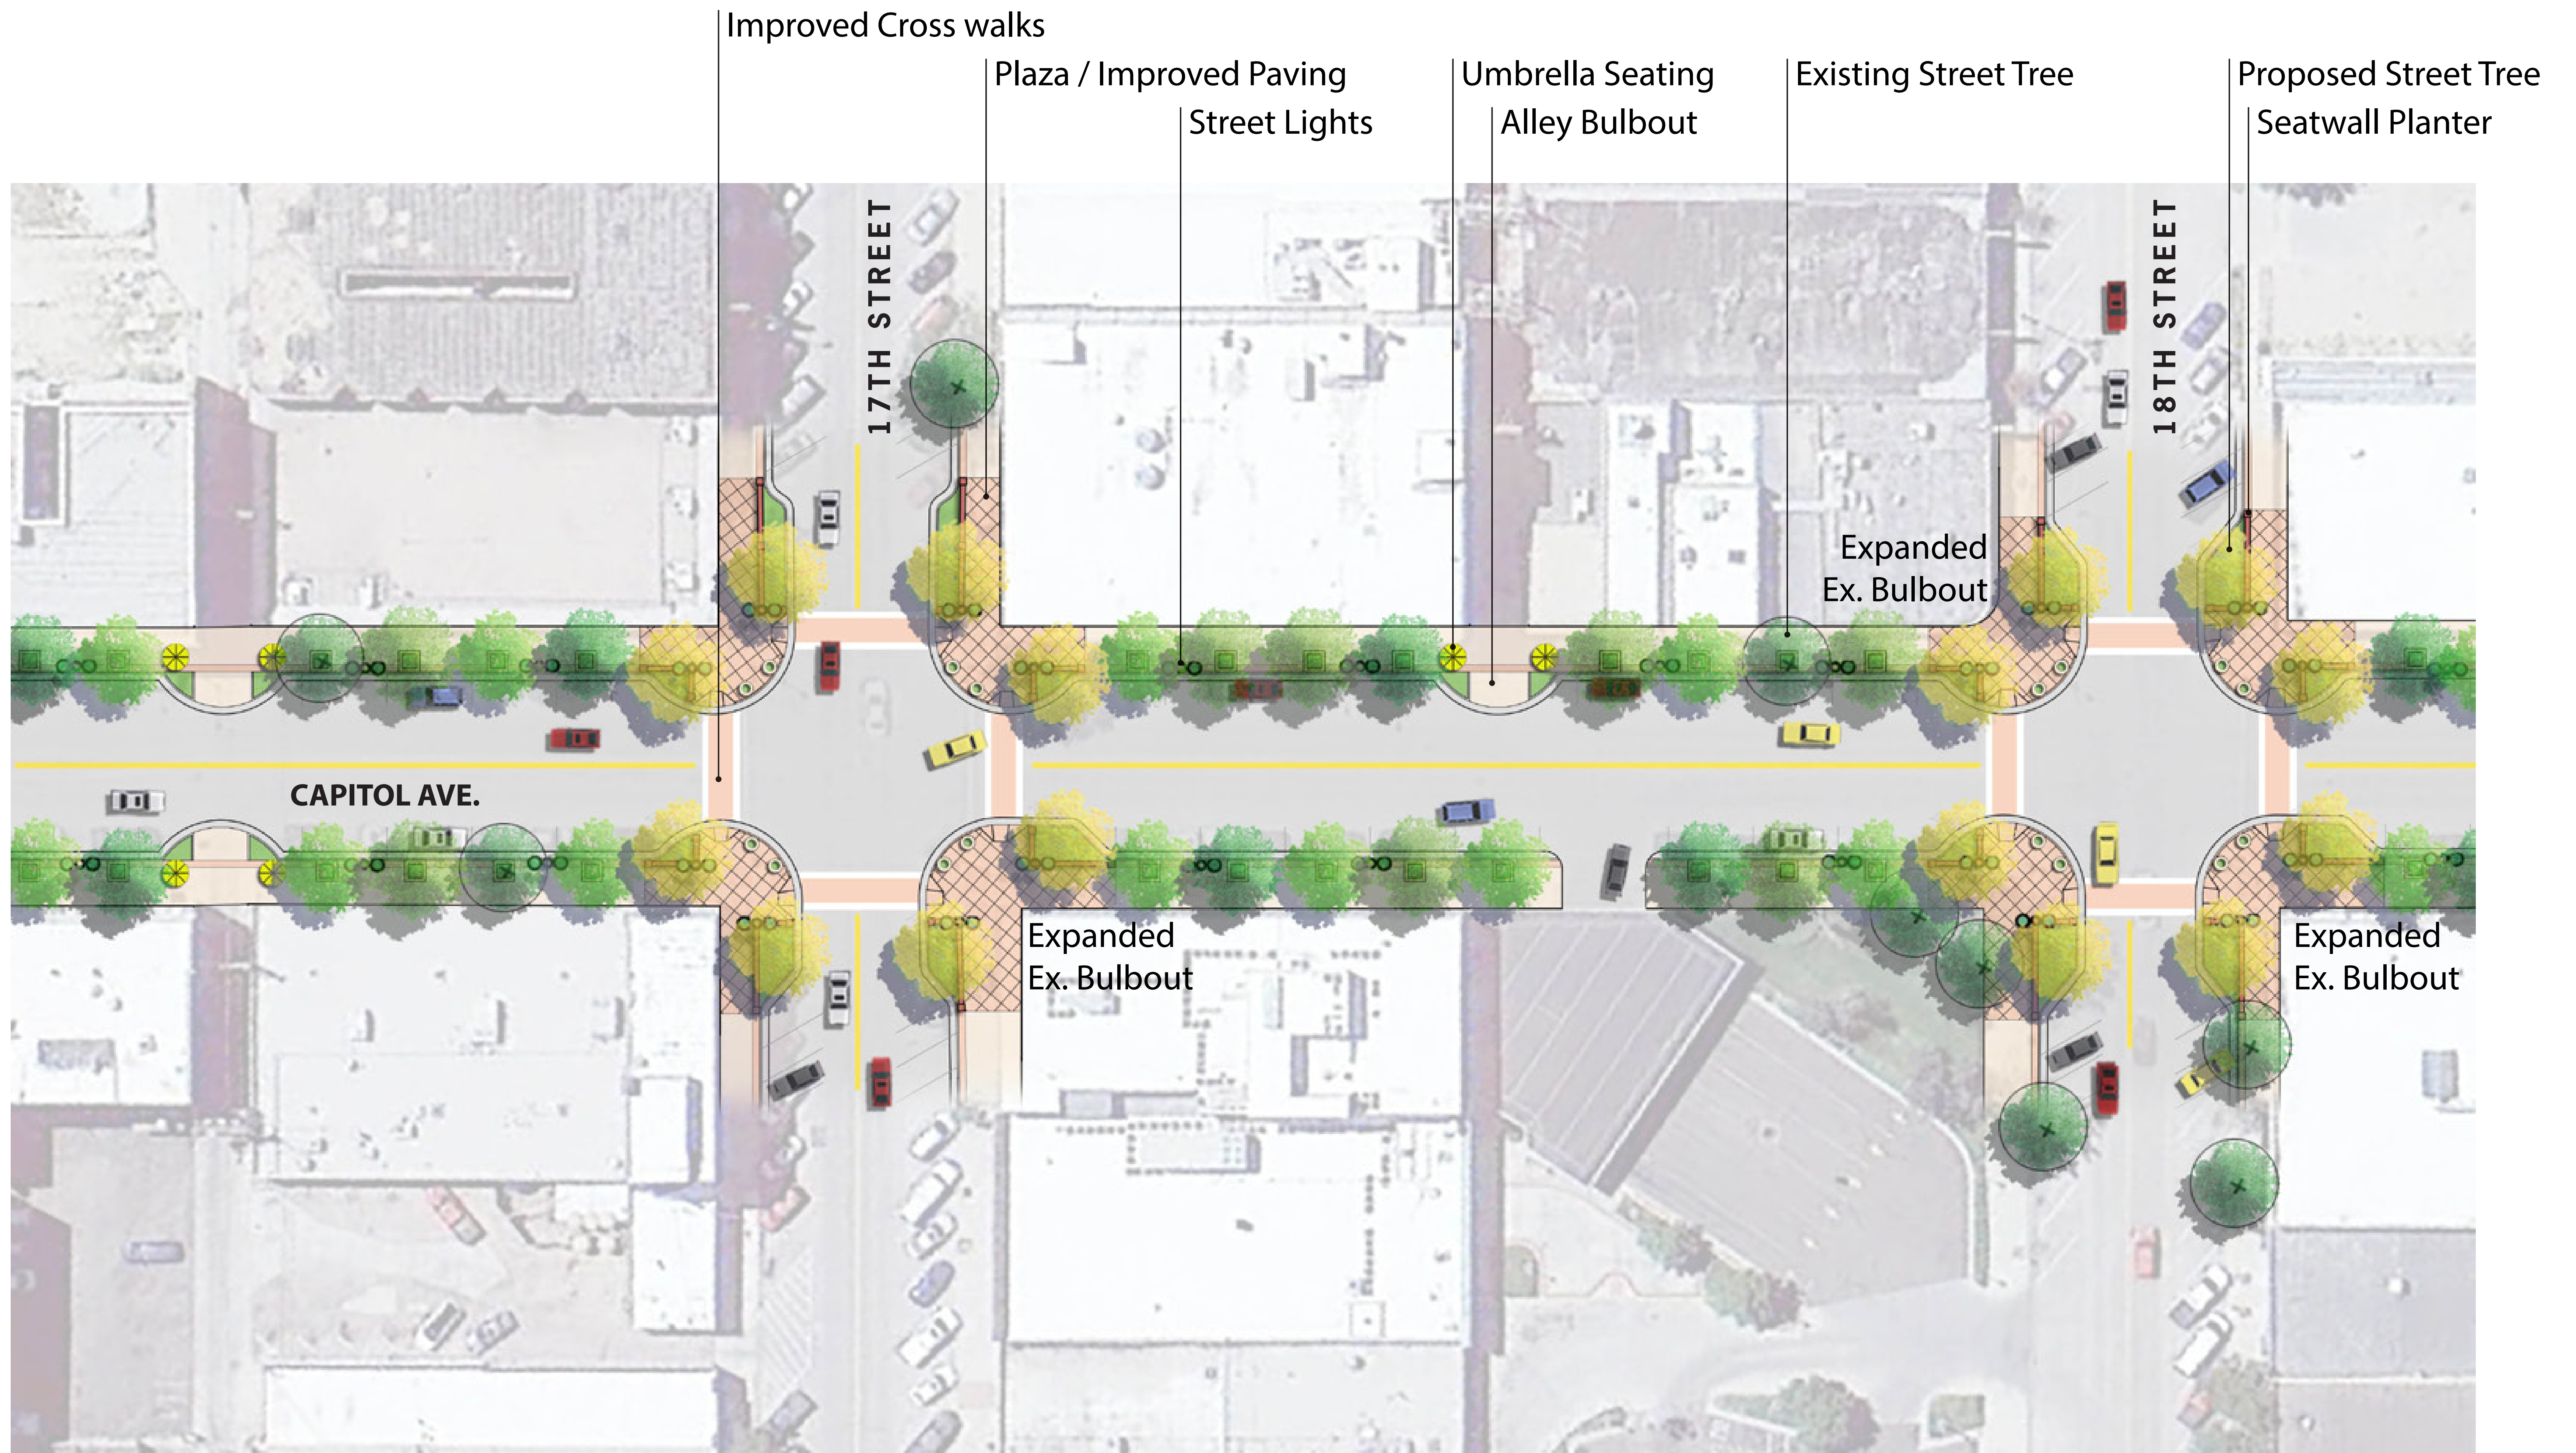 Improved Cross walks
Plaza / Improved Paving
Umbrella Seating
Existing Street Tree
Proposed Street Tree
Street Lights
Alley Bulbout
Seatwall Planter
17TH STREET
18TH STREET
Expanded
Ex. Bulbout
CAPITOL AVE.
Expanded
Ex. Bulbout
Expanded
Ex. Bulbout